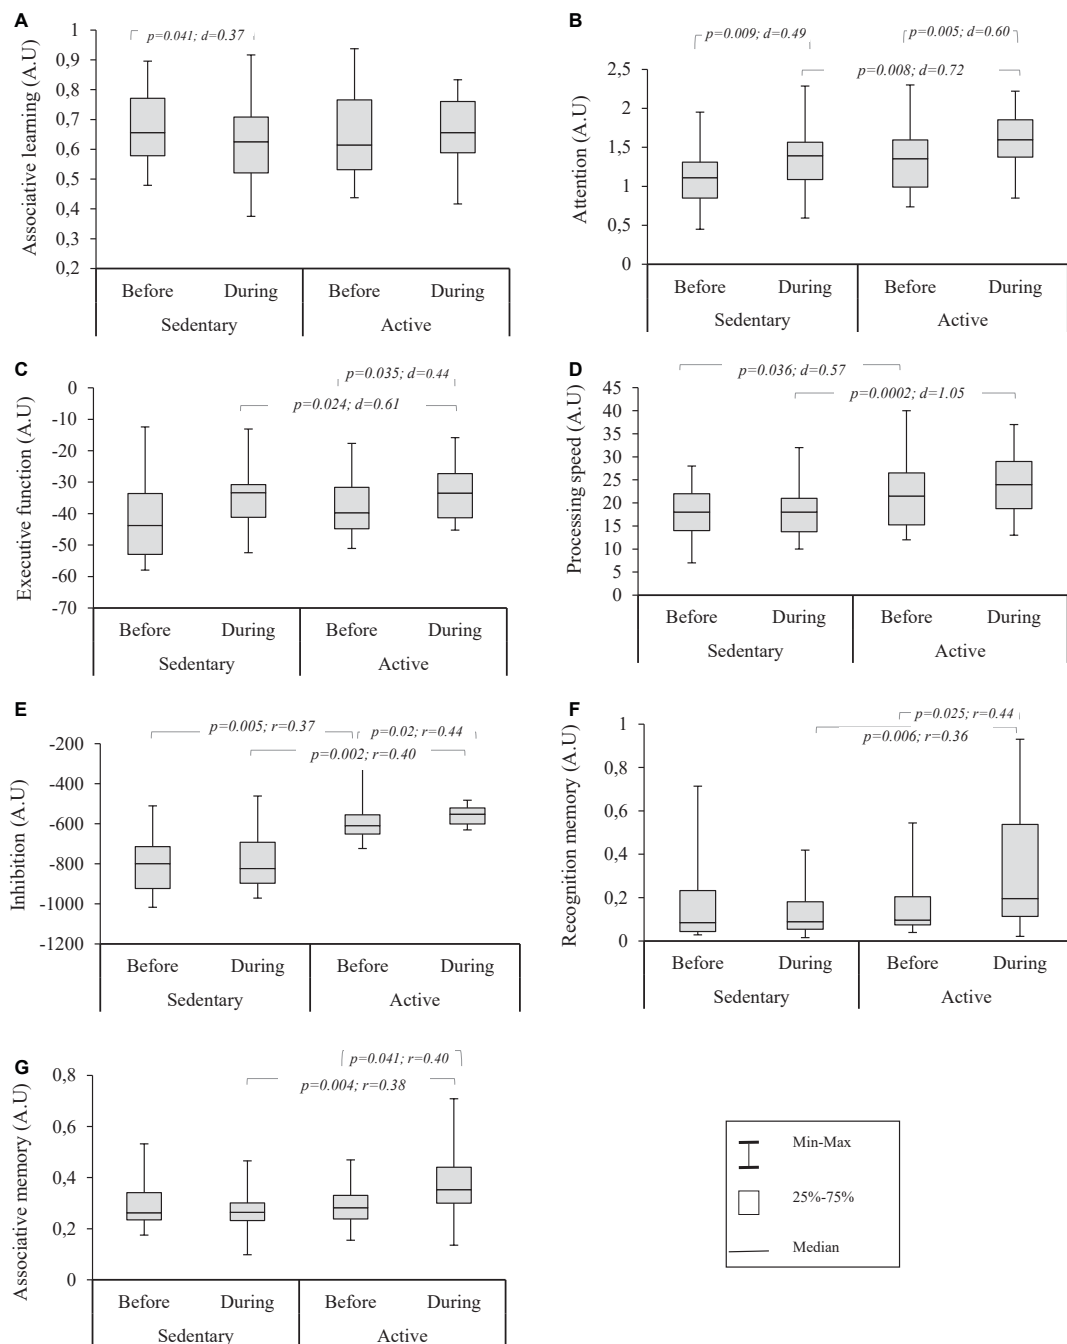 A
p=0.041; d=0.37
Associative learning (A.U)
1
0,9
0,8
0,7
0,6
0,5
0,4
0,3
0,2
Before During Before During
Sedentary Active
B
p=0.009; d=0.49
p=0.005; d=0.60
p=0.008; d=0.72
Attention (A.U)
2,5
2
1,5
1
0,5
0
Before During Before During
Sedentary Active
C
p=0.035; d=0.44
p=0.024; d=0.61
Executive function (A.U)
0
-10
-20
-30
-40
-50
-60
-70
Before During Before During
Sedentary Active
D
p=0.036; d=0.57
p=0.0002; d=1.05
Processing speed (A.U)
45
40
35
30
25
20
15
10
5
0
Before During Before During
Sedentary Active
E
p=0.005; r=0.37
p=0.02; r=0.44
p=0.002; r=0.40
Inhibition (A.U)
-200
-400
-600
-800
-1000
-1200
Before During Before During
Sedentary Active
F
p=0.025; r=0.44
p=0.006; r=0.36
Recognition memory (A.U)
1
0,8
0,6
0,4
0,2
0
Before During Before During
Sedentary Active
G
p=0.041; r=0.40
p=0.004; r=0.38
Associative memory (A.U)
0,8
0,6
0,4
0,2
0
Before During Before During
Sedentary Active
Min-Max
25%-75%
Median